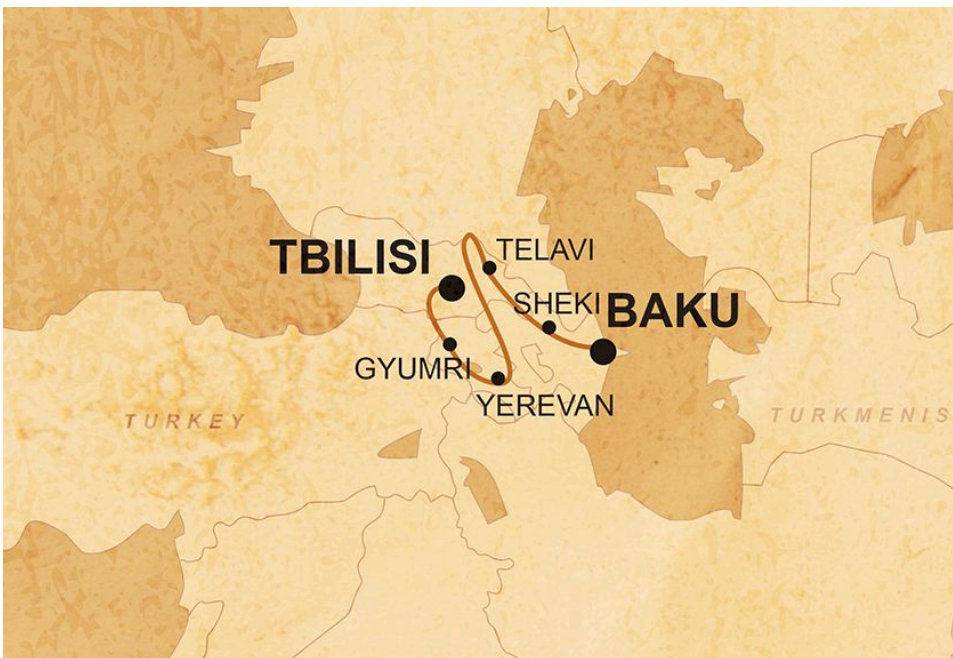 TBILISI
TELAVI
SHEKI
BAKU
GYUMRI
YEREVAN
TURKEY
TURKMENIS